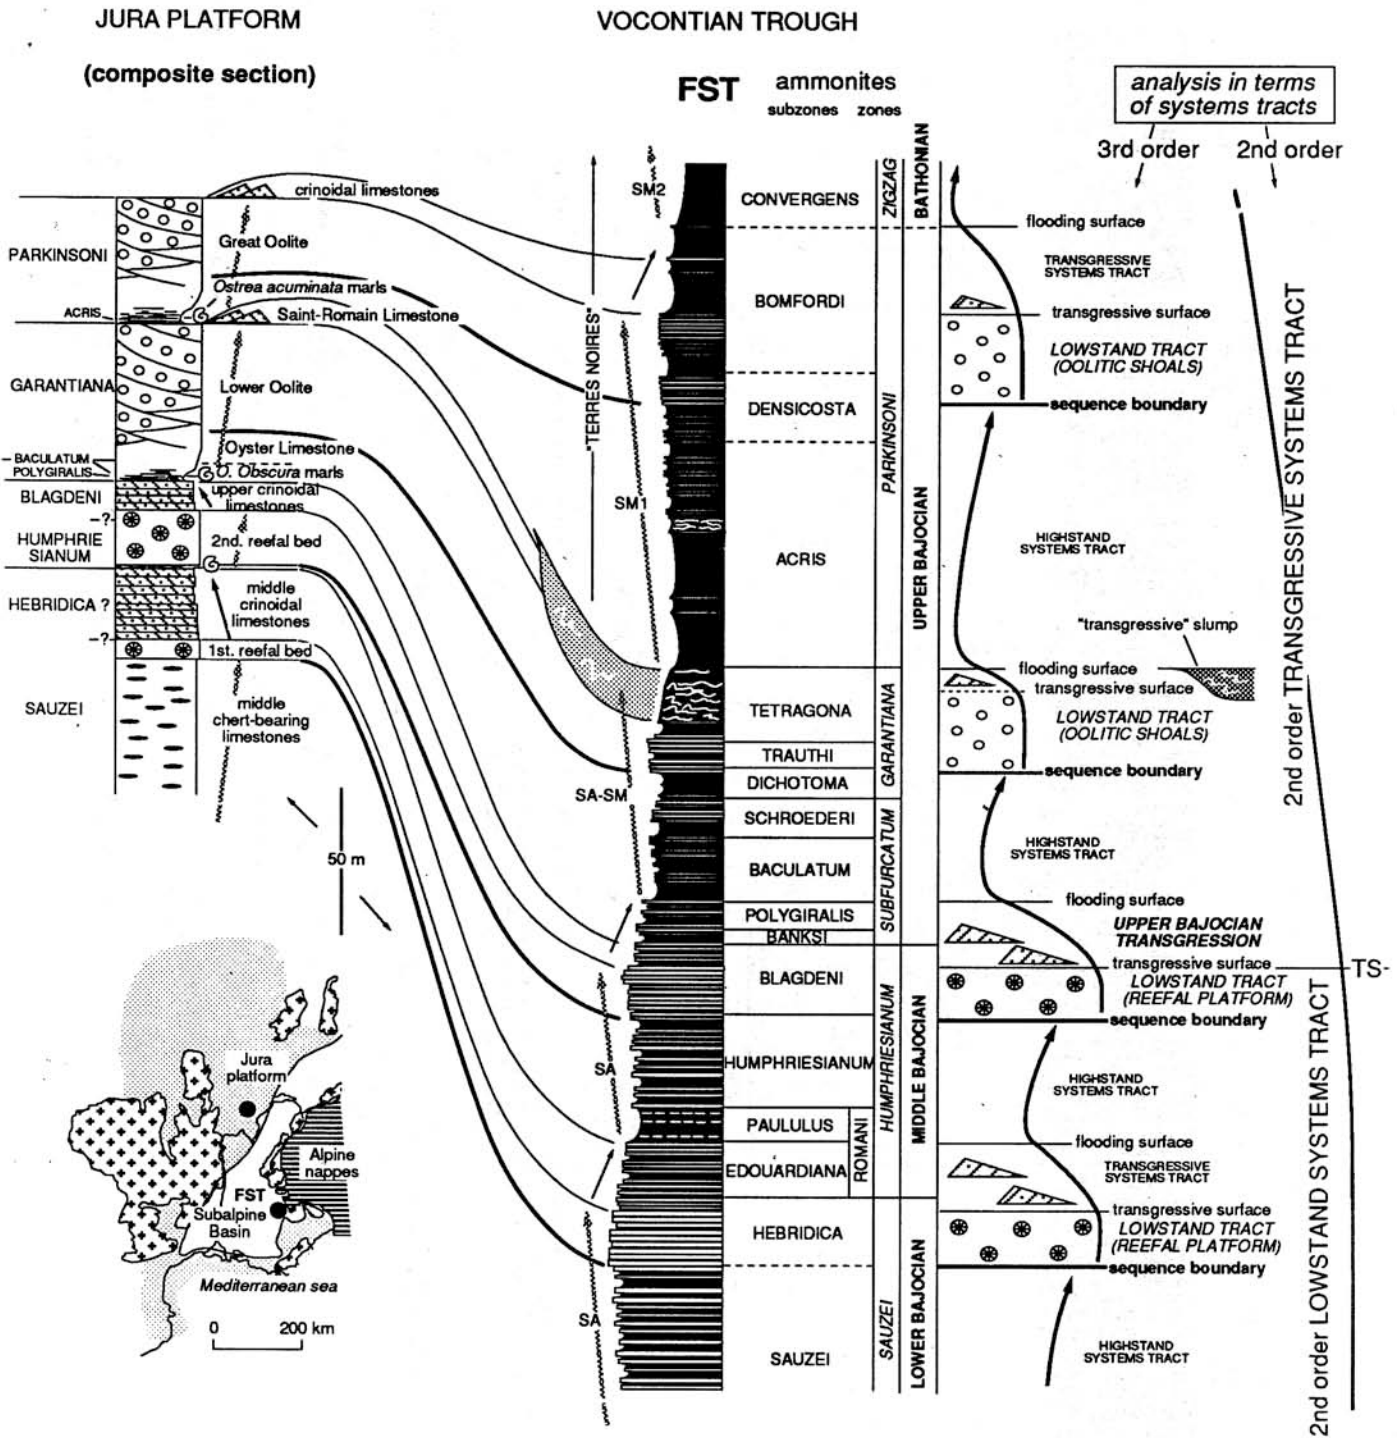 JURA PLATFORM
(composite section)
VOCONTIAN TROUGH
FST
ammonites
subzones zones
analysis in terms
of systems tracts
3rd order
2nd order
PARKINSONI
ACRIS
GARANTIANA
BACULATUM
POLYGIRALIS
BLAGDENI
-?-
HUMPHRIE
SIANUM
HEBRIDICA ?
-?-
SAUZEI
crinoidal limestones
Great Oolite
Ostrea acuminata marls
Saint-Romain Limestone
Lower Oolite
Oyster Limestone
O. Obscura marls
upper crinoidal
limestones
2nd. reefal bed
middle
crinoidal
limestones
1st. reefal bed
middle
chert-bearing
limestones
50 m
"TERRES NOIRES"
SM2
SM1
SA-SM
SA
SA
CONVERGENS
BOMFORDI
DENSICOSTA
ACRIS
TETRAGONA
TRAUTHI
DICHOTOMA
SCHROEDERI
BACULATUM
POLYGIRALIS
BANKSI
BLAGDENI
HUMPHRIESIANUM
PAULULUS
EDOUARDIANA
HEBRIDICA
SAUZEI
ROMANI
ZIGZAG
PARKINSONI
GARANTIANA
SUBFURCATUM
HUMPHRIESIANUM
SAUZEI
BATHONIAN
UPPER BAJOCIAN
MIDDLE BAJOCIAN
LOWER BAJOCIAN
flooding surface
TRANSGRESSIVE
SYSTEMS TRACT
transgressive surface
LOWSTAND TRACT
(OOLITIC SHOALS)
sequence boundary
HIGHSTAND
SYSTEMS TRACT
"transgressive" slump
flooding surface
transgressive surface
LOWSTAND TRACT
(OOLITIC SHOALS)
sequence boundary
HIGHSTAND
SYSTEMS TRACT
flooding surface
UPPER BAJOCIAN
TRANSGRESSION
transgressive surface
TS-
LOWSTAND TRACT
(REEFAL PLATFORM)
sequence boundary
HIGHSTAND
SYSTEMS TRACT
flooding surface
TRANSGRESSIVE
SYSTEMS TRACT
transgressive surface
LOWSTAND TRACT
(REEFAL PLATFORM)
sequence boundary
HIGHSTAND
SYSTEMS TRACT
2nd order TRANSGRESSIVE SYSTEMS TRACT
2nd order LOWSTAND SYSTEMS TRACT
Jura
platform
Alpine
nappes
FST
Subalpine
Basin
Mediterranean sea
0 200 km